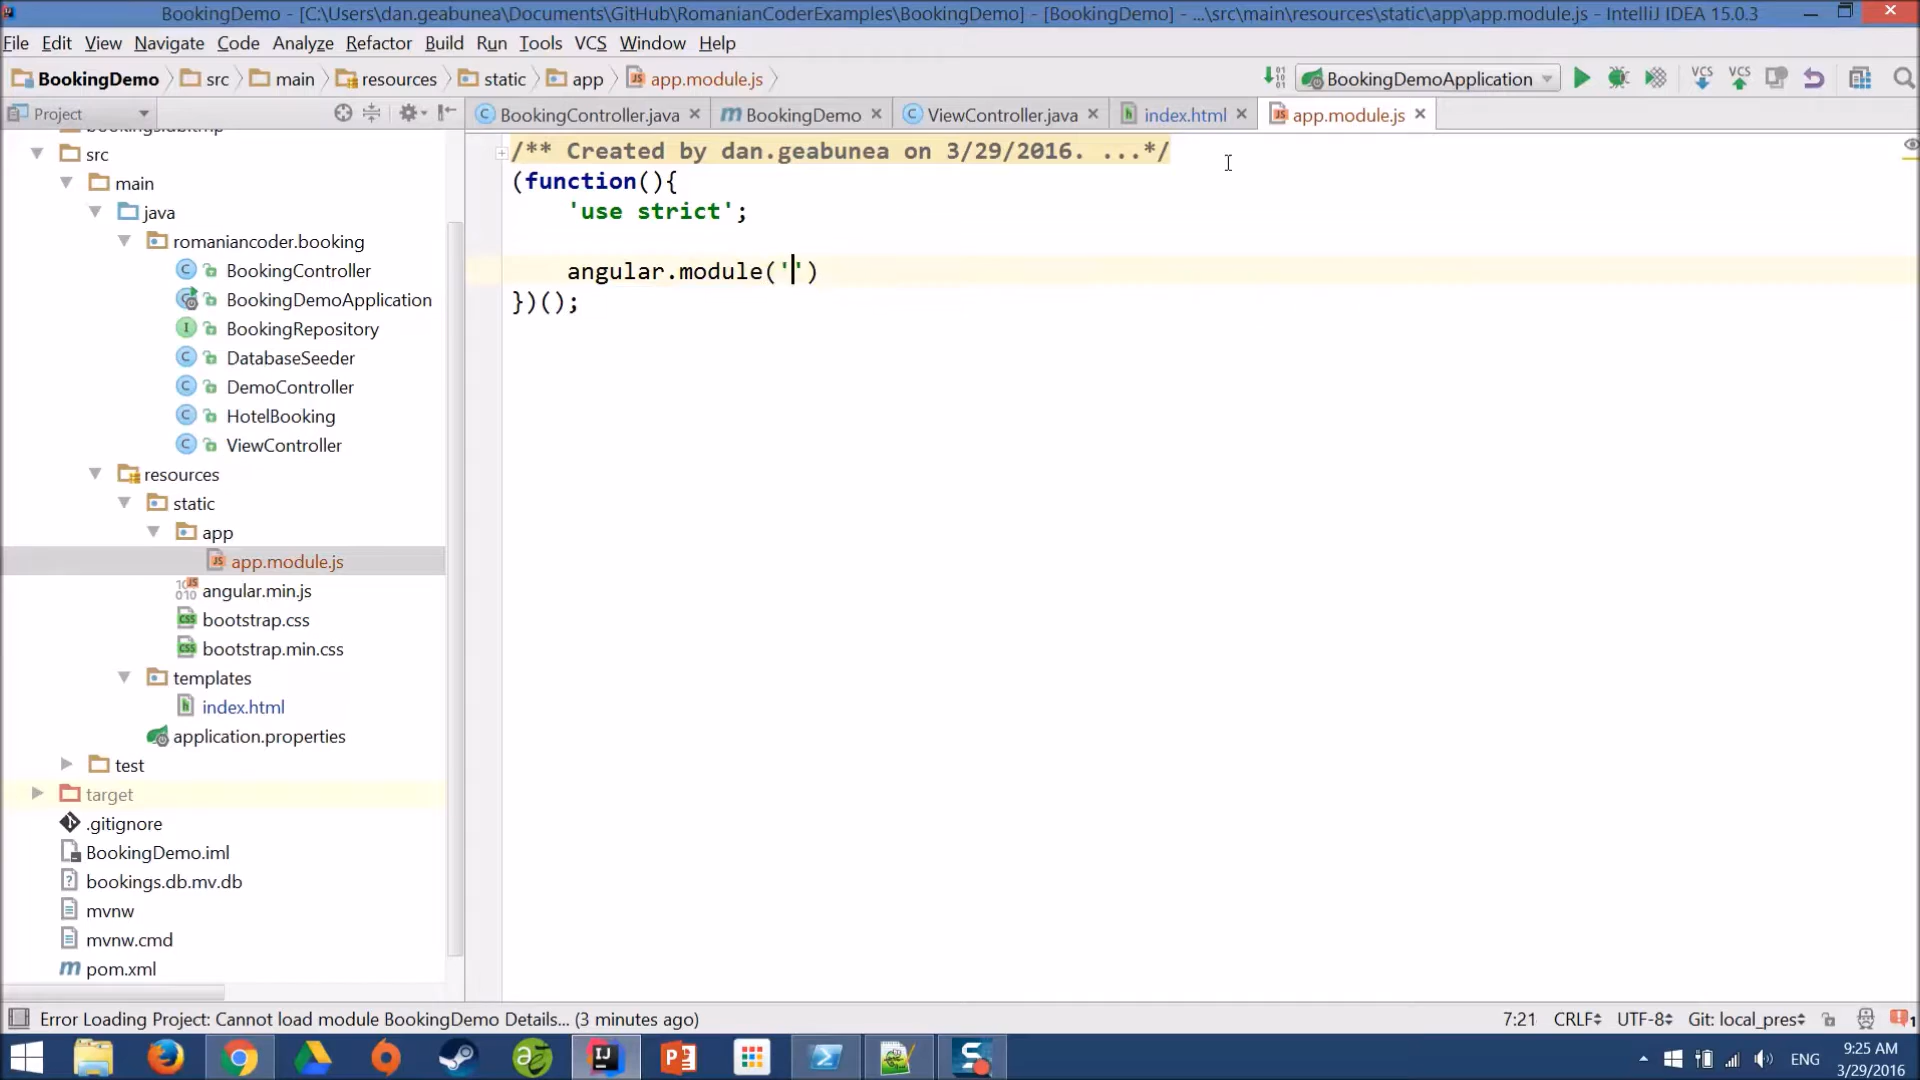 BookingDemo - [C:\Users\dan.geabunea\Documents\GitHub\RomanianCoderExamples\BookingDemo] - [BookingDemo] - ...\src\main\resources\static\app\app.module.js - IntelliJ IDEA 15.0.3
File Edit View Navigate Code Analyze Refactor Build Run Tools VCS Window Help
BookingDemo src main resources static app app.module.js BookingDemoApplication VCS VCS
Project BookingController.java BookingDemo ViewController.java index.html app.module.js
/** Created by dan.geabunea on 3/29/2016. ...*/
(function(){
'use strict';
angular.module('')
})();
src
main
java
romaniancoder.booking
BookingController
BookingDemoApplication
BookingRepository
DatabaseSeeder
DemoController
HotelBooking
ViewController
resources
static
app
app.module.js
angular.min.js
bootstrap.css
bootstrap.min.css
templates
index.html
application.properties
test
target
.gitignore
BookingDemo.iml
bookings.db.mv.db
mvnw
mvnw.cmd
pom.xml
Error Loading Project: Cannot load module BookingDemo Details... (3 minutes ago) 7:21 CRLF UTF-8 Git: local_pres
ENG 9:25 AM
3/29/2016